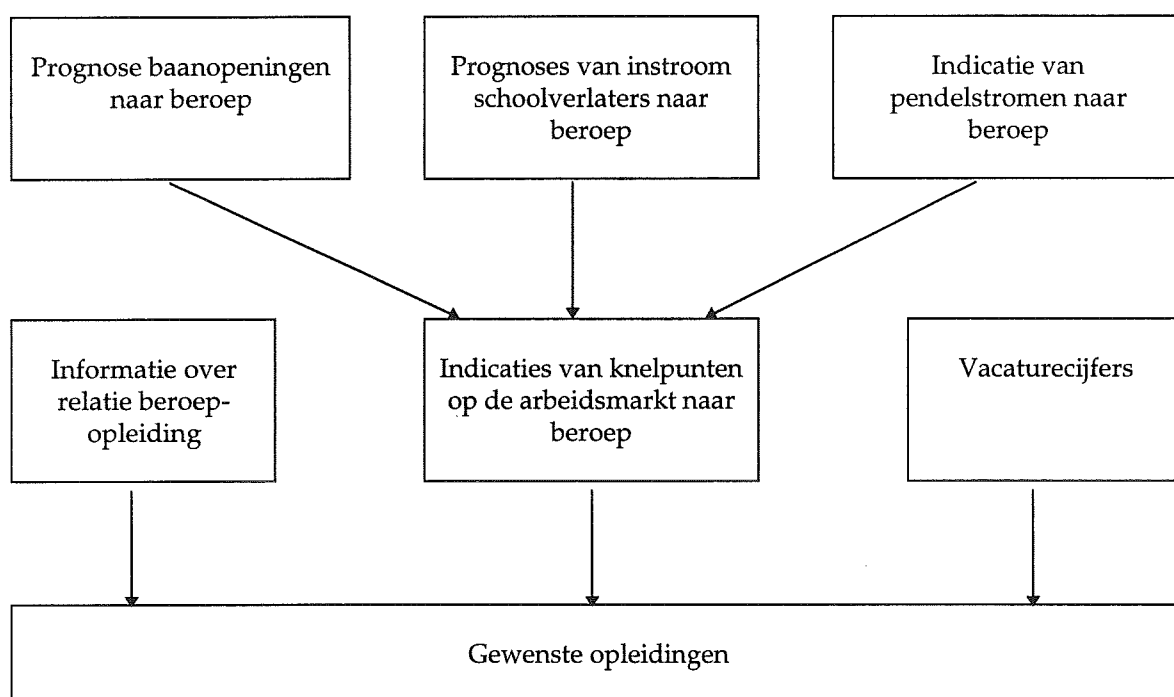 Prognose baanopeningen
naar beroep
Prognoses van instroom
schoolverlaters naar
beroep
Indicatie van
pendelstromen naar
beroep
Informatie over
relatie beroep-
opleiding
Indicaties van knelpunten
op de arbeidsmarkt naar
beroep
Vacaturecijfers
Gewenste opleidingen